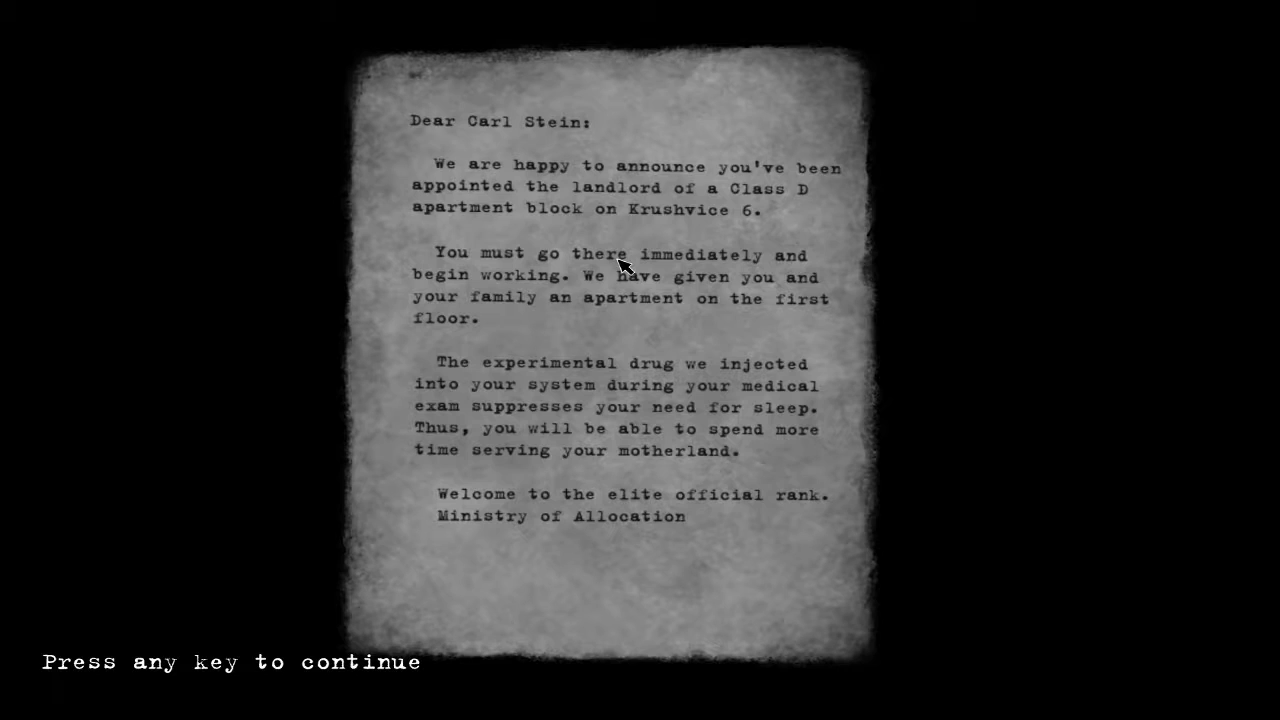 Dear Carl Stein:
We are happy to announce you've been
appointed the landlord of a Class D
apartment block on Krushvice 6.
You must go there immediately and
begin working. We have given you and
your family an apartment on the first
floor.
The experimental drug we injected
into your system during your medical
exam suppresses your need for sleep.
Thus, you will be able to spend more
time serving your motherland.
Welcome to the elite official rank.
Ministry of Allocation
Press any key to continue